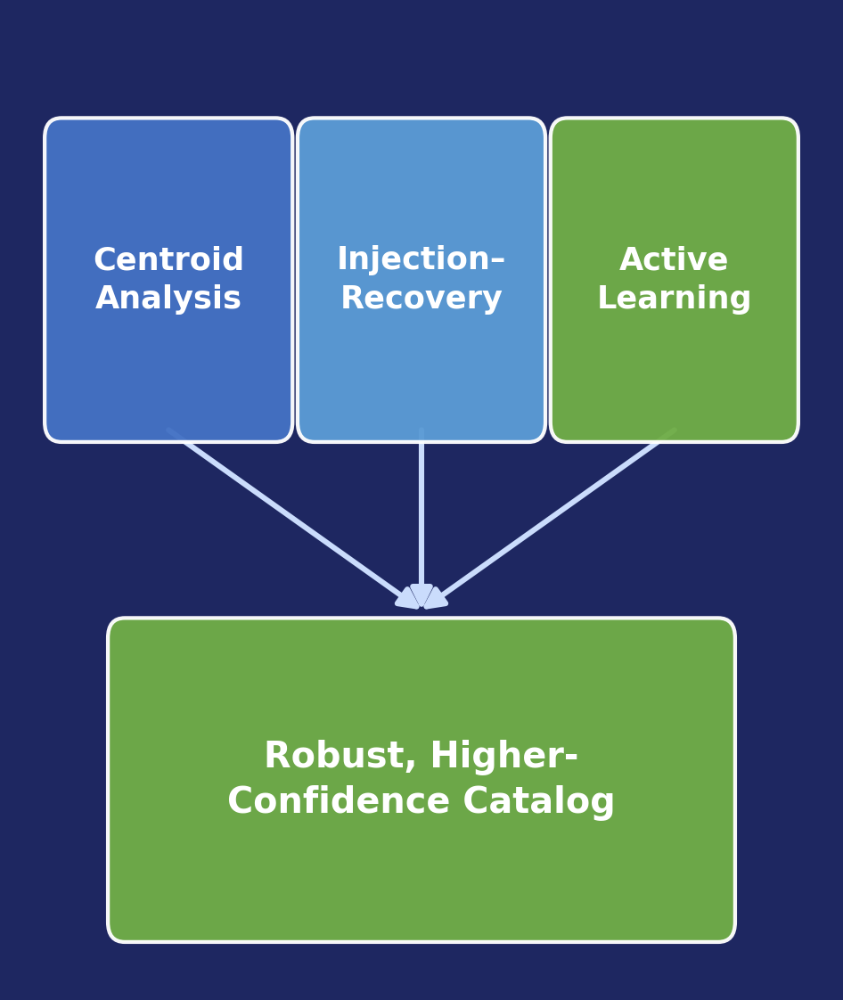 Centroid
Analysis
Injection–
Recovery
Active
Learning
Robust, Higher-
Confidence Catalog